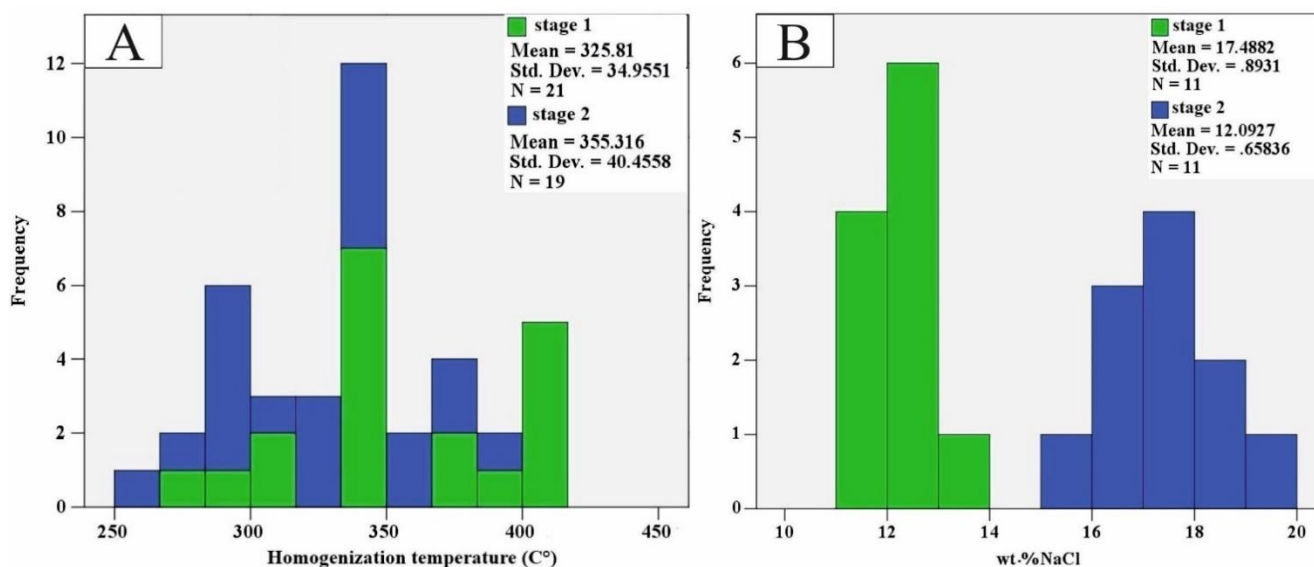 A
stage 1
Mean = 325.81
Std. Dev. = 34.9551
N = 21
stage 2
Mean = 355.316
Std. Dev. = 40.4558
N = 19
12
10
8
6
4
2
0
Frequency
250 300 350 400 450
Homogenization temperature (C°)
B
stage 1
Mean = 17.4882
Std. Dev. = .8931
N = 11
stage 2
Mean = 12.0927
Std. Dev. = .65836
N = 11
6
5
4
3
2
1
0
Frequency
10 12 14 16 18 20
wt.%NaCl